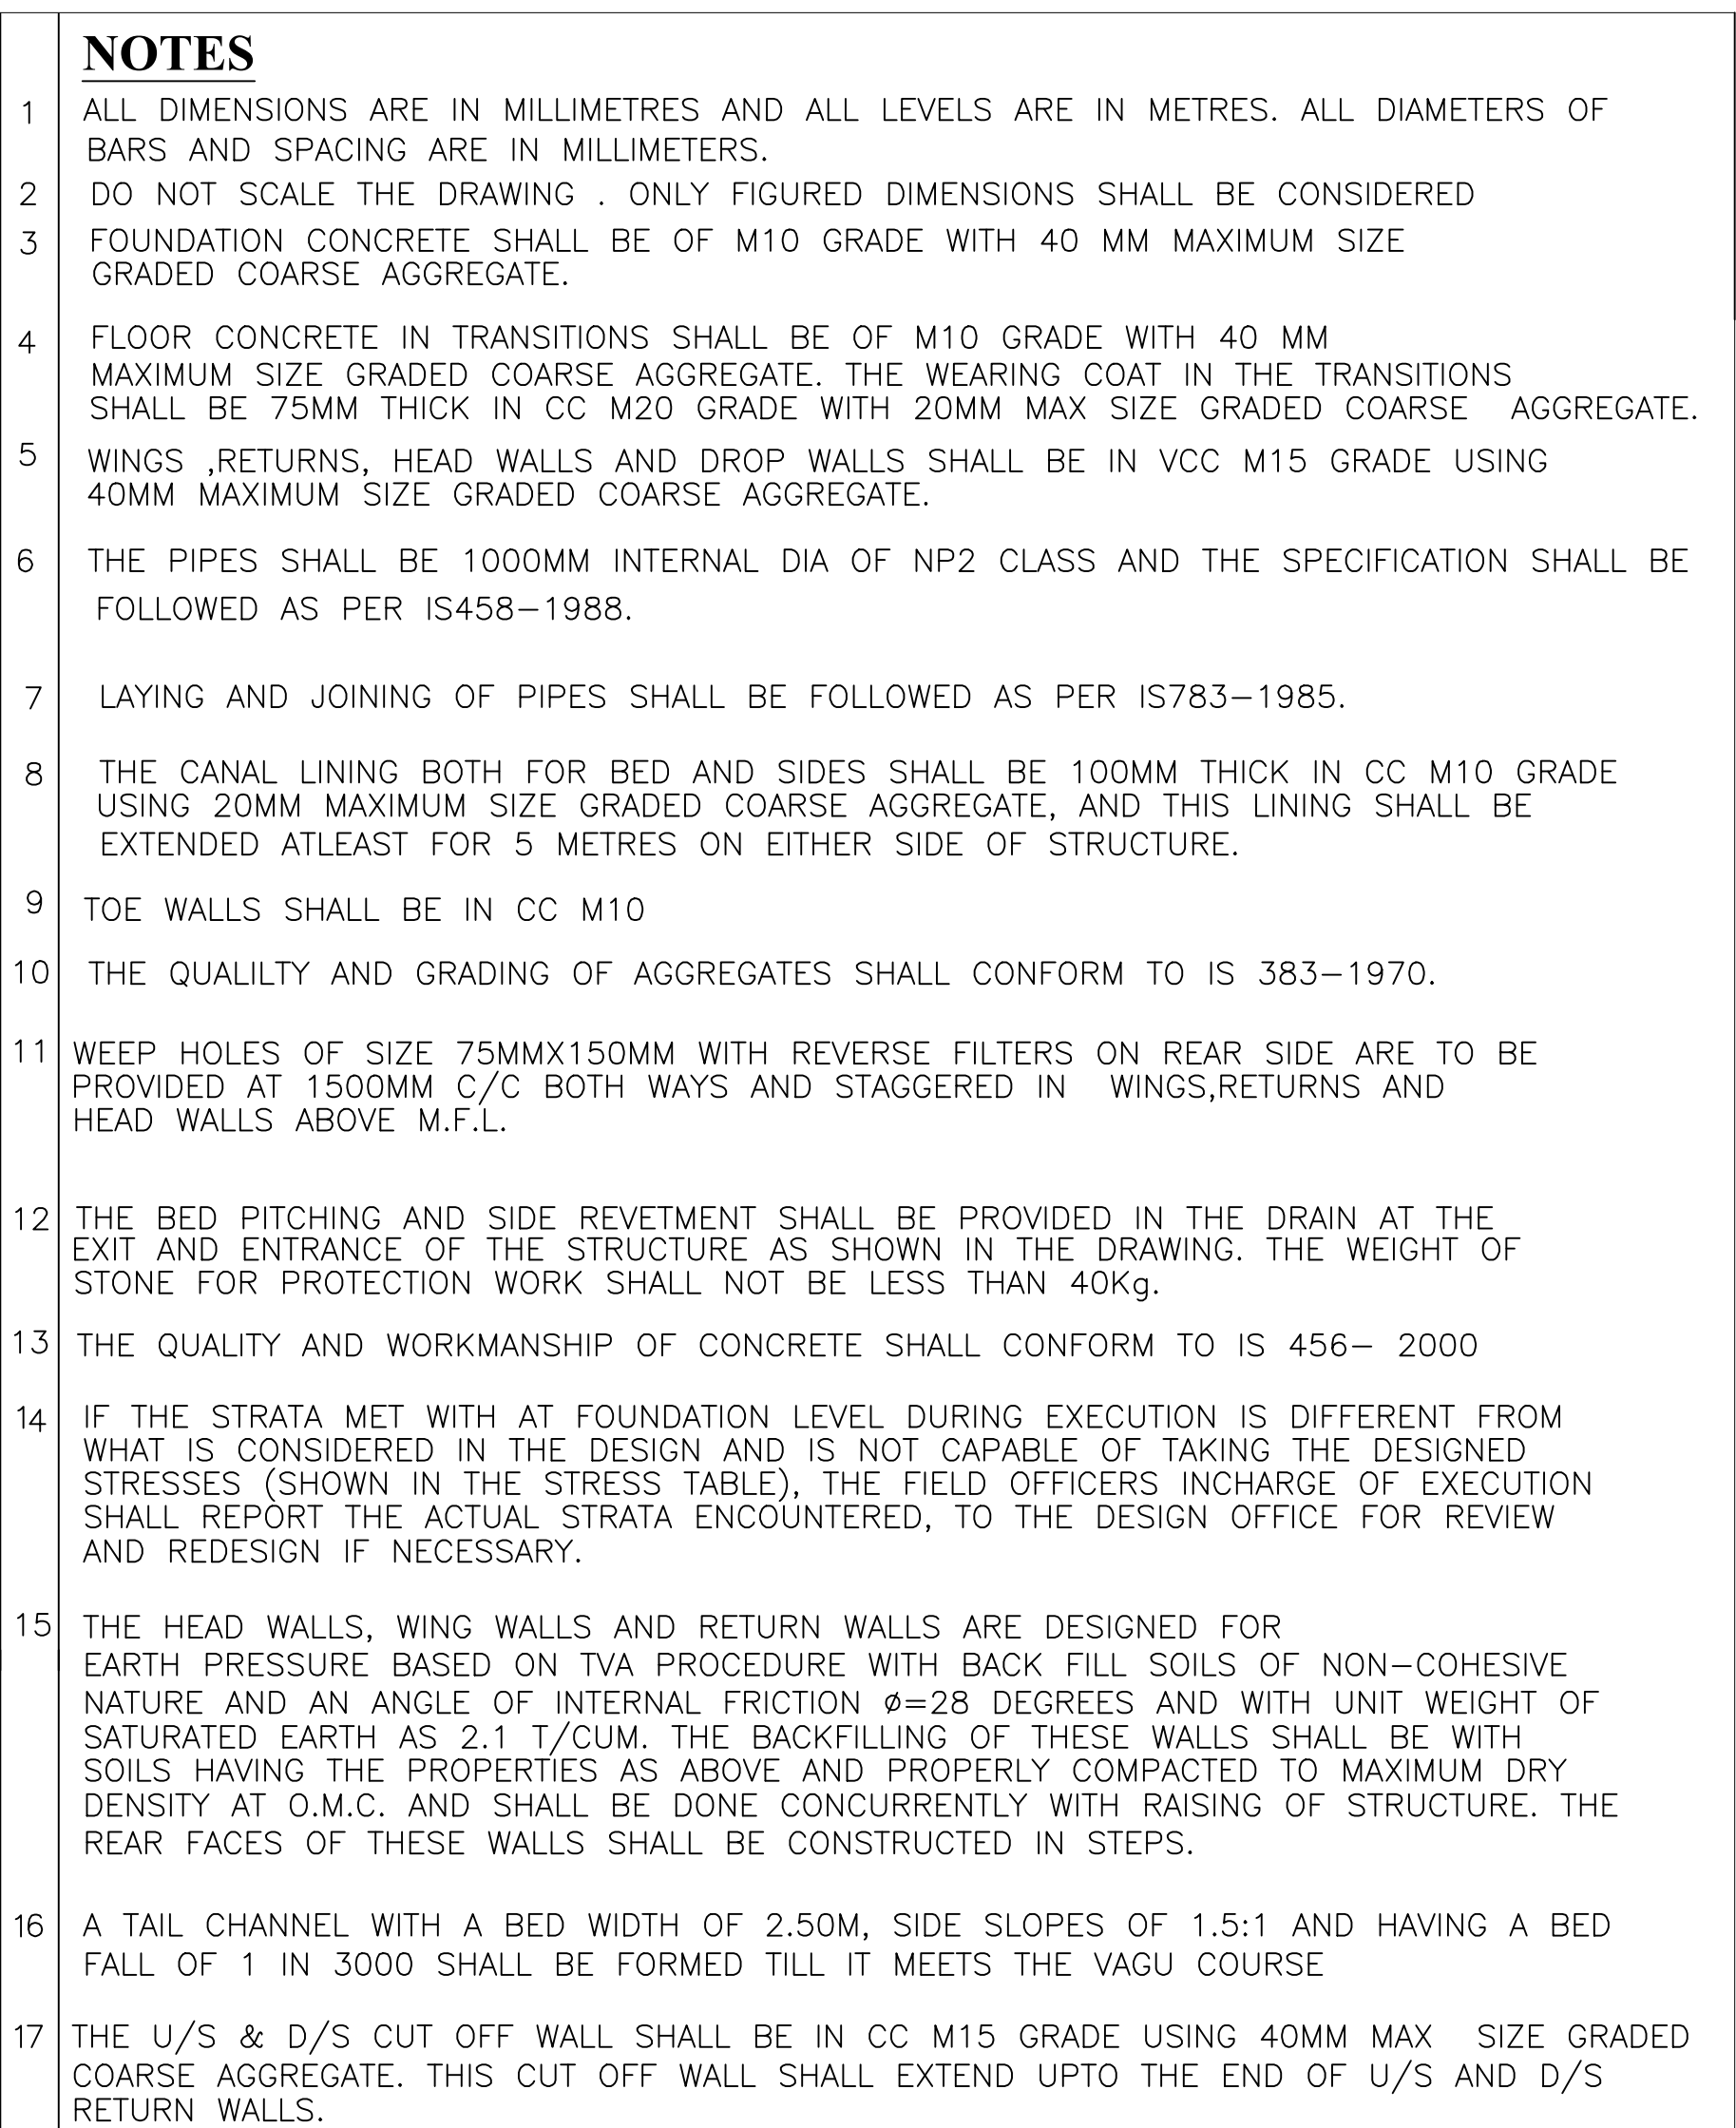 NOTES
1 ALL DIMENSIONS ARE IN MILLIMETRES AND ALL LEVELS ARE IN METRES. ALL DIAMETERS OF
BARS AND SPACING ARE IN MILLIMETERS.
2 DO NOT SCALE THE DRAWING . ONLY FIGURED DIMENSIONS SHALL BE CONSIDERED
3 FOUNDATION CONCRETE SHALL BE OF M10 GRADE WITH 40 MM MAXIMUM SIZE
GRADED COARSE AGGREGATE.
4 FLOOR CONCRETE IN TRANSITIONS SHALL BE OF M10 GRADE WITH 40 MM
MAXIMUM SIZE GRADED COARSE AGGREGATE. THE WEARING COAT IN THE TRANSITIONS
SHALL BE 75MM THICK IN CC M20 GRADE WITH 20MM MAX SIZE GRADED COARSE AGGREGATE.
5 WINGS ,RETURNS, HEAD WALLS AND DROP WALLS SHALL BE IN VCC M15 GRADE USING
40MM MAXIMUM SIZE GRADED COARSE AGGREGATE.
6 THE PIPES SHALL BE 1000MM INTERNAL DIA OF NP2 CLASS AND THE SPECIFICATION SHALL BE
FOLLOWED AS PER IS458-1988.
7 LAYING AND JOINING OF PIPES SHALL BE FOLLOWED AS PER IS783-1985.
8 THE CANAL LINING BOTH FOR BED AND SIDES SHALL BE 100MM THICK IN CC M10 GRADE
USING 20MM MAXIMUM SIZE GRADED COARSE AGGREGATE, AND THIS LINING SHALL BE
EXTENDED ATLEAST FOR 5 METRES ON EITHER SIDE OF STRUCTURE.
9 TOE WALLS SHALL BE IN CC M10
10 THE QUALILTY AND GRADING OF AGGREGATES SHALL CONFORM TO IS 383-1970.
11 WEEP HOLES OF SIZE 75MMX150MM WITH REVERSE FILTERS ON REAR SIDE ARE TO BE
PROVIDED AT 1500MM C/C BOTH WAYS AND STAGGERED IN WINGS,RETURNS AND
HEAD WALLS ABOVE M.F.L.
12 THE BED PITCHING AND SIDE REVETMENT SHALL BE PROVIDED IN THE DRAIN AT THE
EXIT AND ENTRANCE OF THE STRUCTURE AS SHOWN IN THE DRAWING. THE WEIGHT OF
STONE FOR PROTECTION WORK SHALL NOT BE LESS THAN 40Kg.
13 THE QUALITY AND WORKMANSHIP OF CONCRETE SHALL CONFORM TO IS 456- 2000
14 IF THE STRATA MET WITH AT FOUNDATION LEVEL DURING EXECUTION IS DIFFERENT FROM
WHAT IS CONSIDERED IN THE DESIGN AND IS NOT CAPABLE OF TAKING THE DESIGNED
STRESSES (SHOWN IN THE STRESS TABLE), THE FIELD OFFICERS INCHARGE OF EXECUTION
SHALL REPORT THE ACTUAL STRATA ENCOUNTERED, TO THE DESIGN OFFICE FOR REVIEW
AND REDESIGN IF NECESSARY.
15 THE HEAD WALLS, WING WALLS AND RETURN WALLS ARE DESIGNED FOR
EARTH PRESSURE BASED ON TVA PROCEDURE WITH BACK FILL SOILS OF NON-COHESIVE
NATURE AND AN ANGLE OF INTERNAL FRICTION ø=28 DEGREES AND WITH UNIT WEIGHT OF
SATURATED EARTH AS 2.1 T/CUM. THE BACKFILLING OF THESE WALLS SHALL BE WITH
SOILS HAVING THE PROPERTIES AS ABOVE AND PROPERLY COMPACTED TO MAXIMUM DRY
DENSITY AT O.M.C. AND SHALL BE DONE CONCURRENTLY WITH RAISING OF STRUCTURE. THE
REAR FACES OF THESE WALLS SHALL BE CONSTRUCTED IN STEPS.
16 A TAIL CHANNEL WITH A BED WIDTH OF 2.50M, SIDE SLOPES OF 1.5:1 AND HAVING A BED
FALL OF 1 IN 3000 SHALL BE FORMED TILL IT MEETS THE VAGU COURSE
17 THE U/S & D/S CUT OFF WALL SHALL BE IN CC M15 GRADE USING 40MM MAX SIZE GRADED
COARSE AGGREGATE. THIS CUT OFF WALL SHALL EXTEND UPTO THE END OF U/S AND D/S
RETURN WALLS.